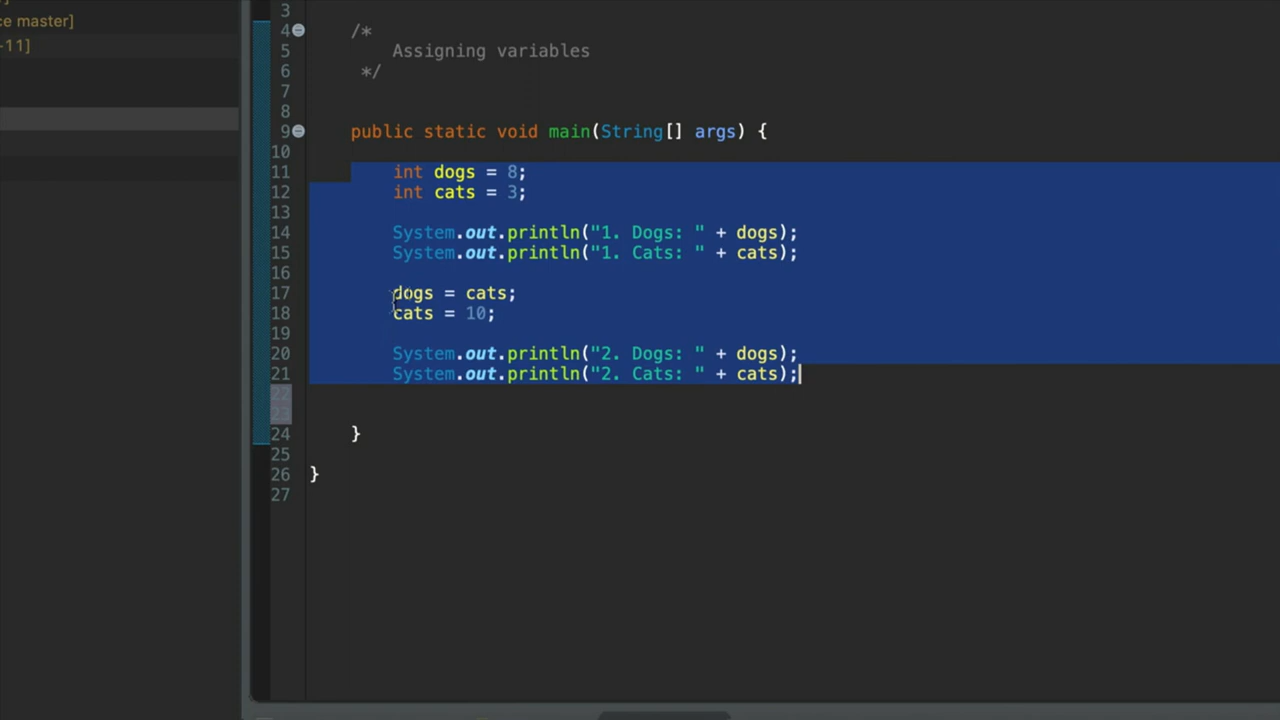 ce master]
-11]
3
4 /*
5 Assigning variables
6 */
7
8
9 public static void main(String[] args) {
10
11 int dogs = 8;
12 int cats = 3;
13
14 System.out.println("1. Dogs: " + dogs);
15 System.out.println("1. Cats: " + cats);
16
17 dogs = cats;
18 cats = 10;
19
20 System.out.println("2. Dogs: " + dogs);
21 System.out.println("2. Cats: " + cats);
22
23
24 }
25
26 }
27